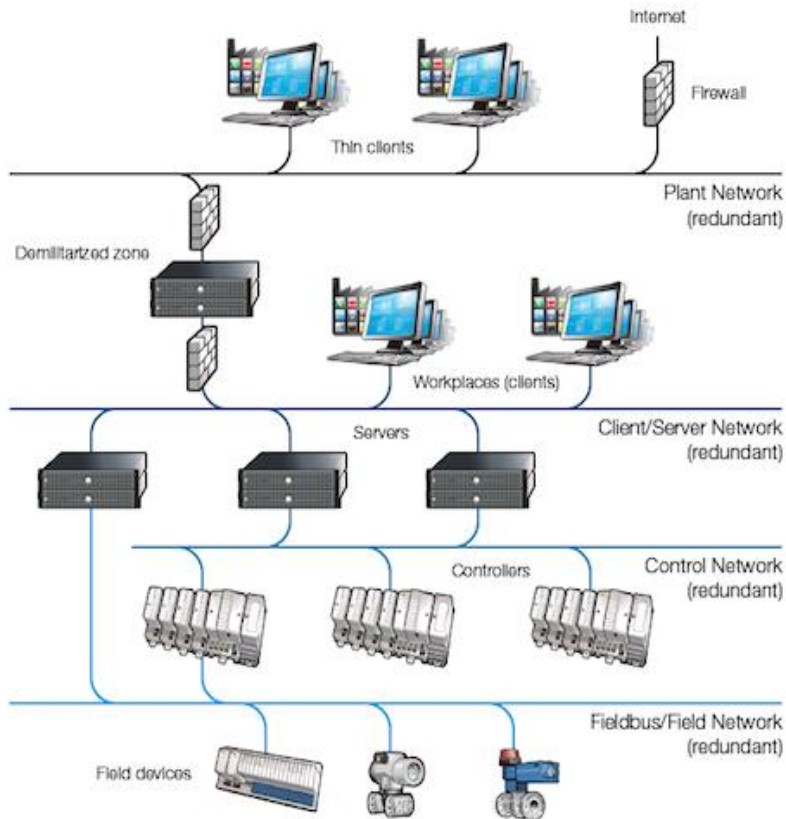 Internet
Firewall
Thin clients
Plant Network
(redundant)
Demilitarized zone
Workplaces (clients)
Servers
Client/Server Network
(redundant)
Controllers
Control Network
(redundant)
Fieldbus/Field Network
(redundant)
Field devices